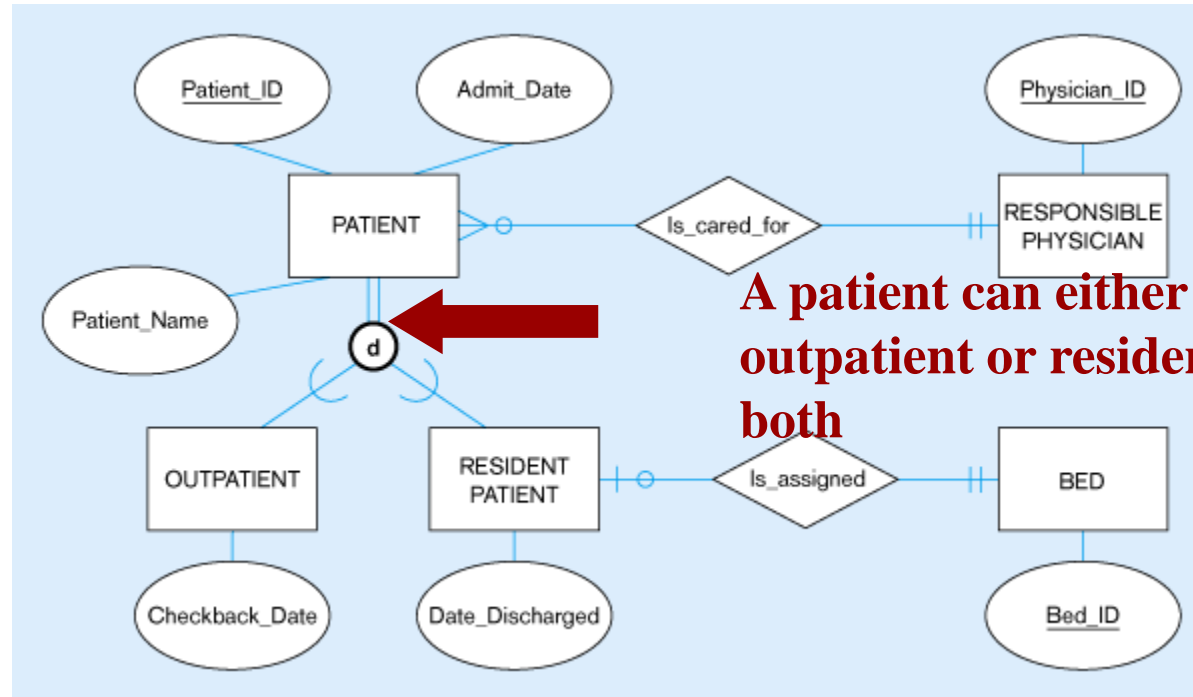 Patient_ID
Admit_Date
Physician_ID
PATIENT
Is_cared_for
RESPONSIBLE
PHYSICIAN
Patient_Name
A patient can either
outpatient or
both
d
OUTPATIENT
RESIDENT
PATIENT
Is_assigned
BED
Checkback_Date
Date_Discharged
Bed_ID